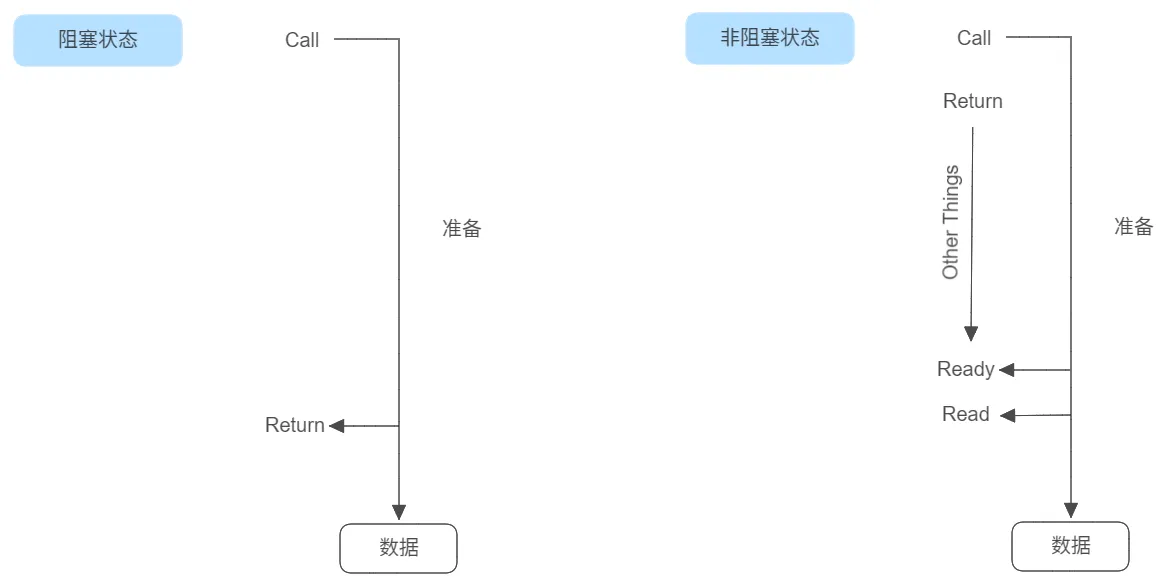 阻塞状态
Call
准备
Return
数据
非阻塞状态
Call
Return
Other Things
准备
Ready
Read
数据